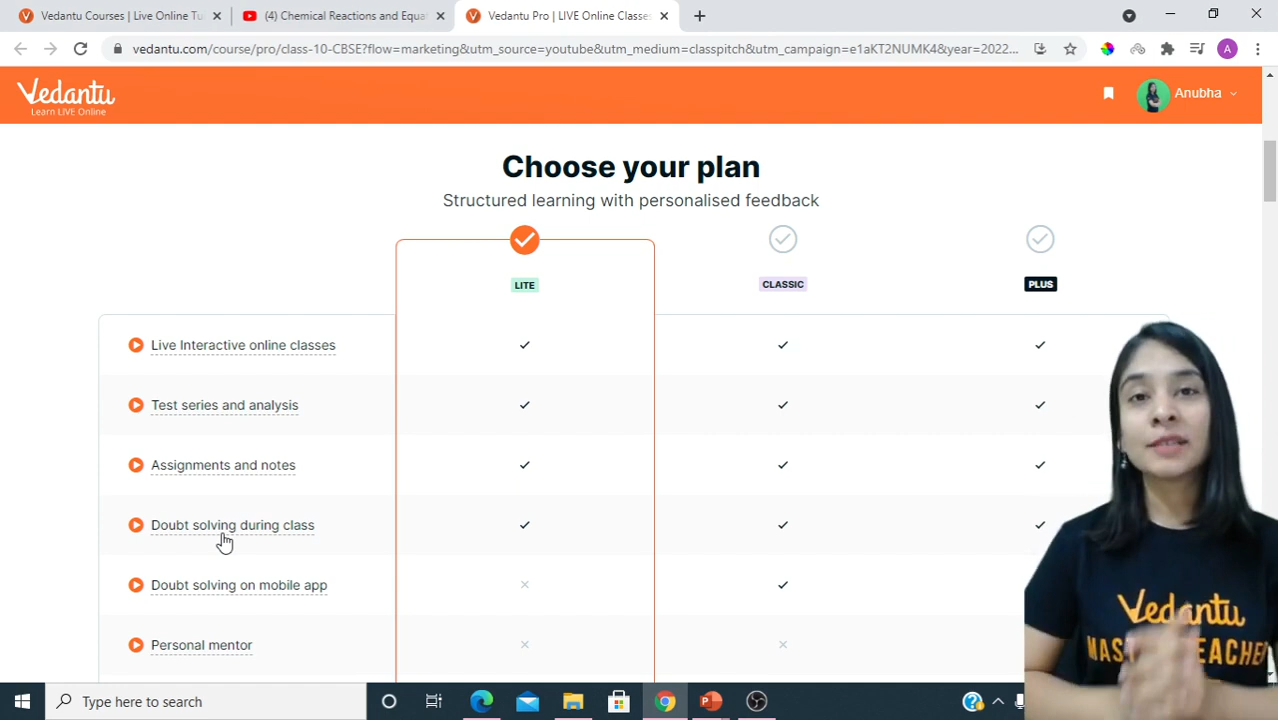 Vedantu Courses | Live Online Tu
(4) Chemical Reactions and Equa
Vedantu Pro | LIVE Online Classes
vedantu.com/course/pro/class-10-CBSE?flow=marketing&utm_source=youtube&utm_medium=classpitch&utm_campaign=e1aKT2NUMK4&year=2022...
A
Vedantu
Learn LIVE Online
Anubha
Choose your plan
Structured learning with personalised feedback
LITE
CLASSIC
PLUS
Live Interactive online classes
Test series and analysis
Assignments and notes
Doubt solving during class
Doubt solving on mobile app
Personal mentor
Vedantu
MASTER TEACHER
Type here to search